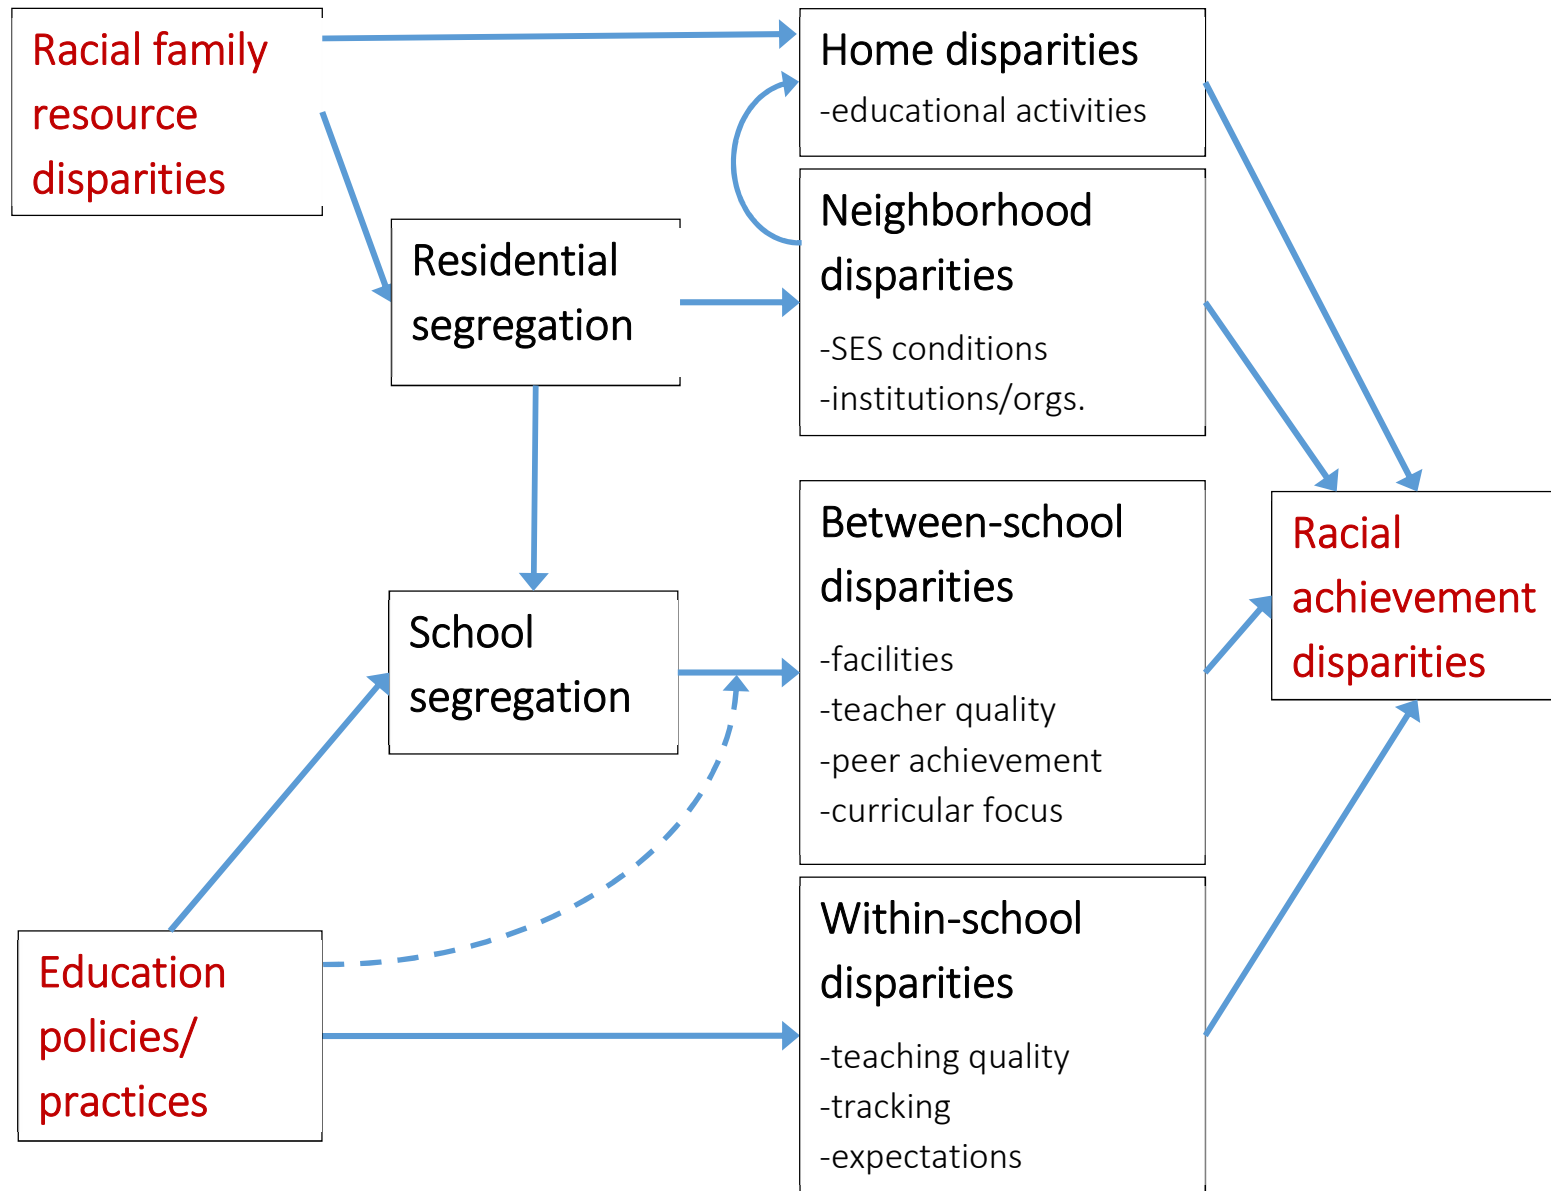 Racial family
resource
disparities
Home disparities
-educational activities
Residential
segregation
Neighborhood
disparities
-SES conditions
-institutions/orgs.
School
segregation
Between-school
disparities
-facilities
-teacher quality
-peer achievement
-curricular focus
Racial
achievement
disparities
Education
policies/
practices
Within-school
disparities
-teaching quality
-tracking
-expectations